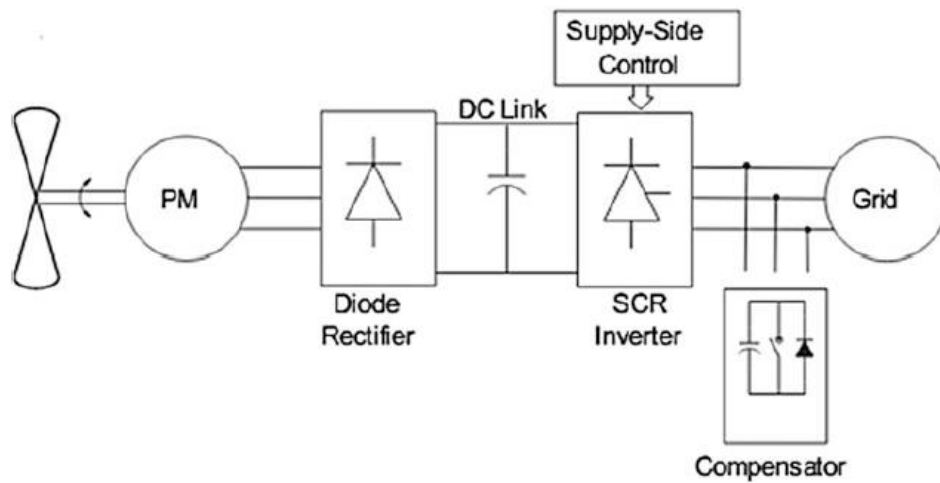 Supply-Side
Control
DC Link
PM
Grid
Diode
Rectifier
SCR
Inverter
Compensator